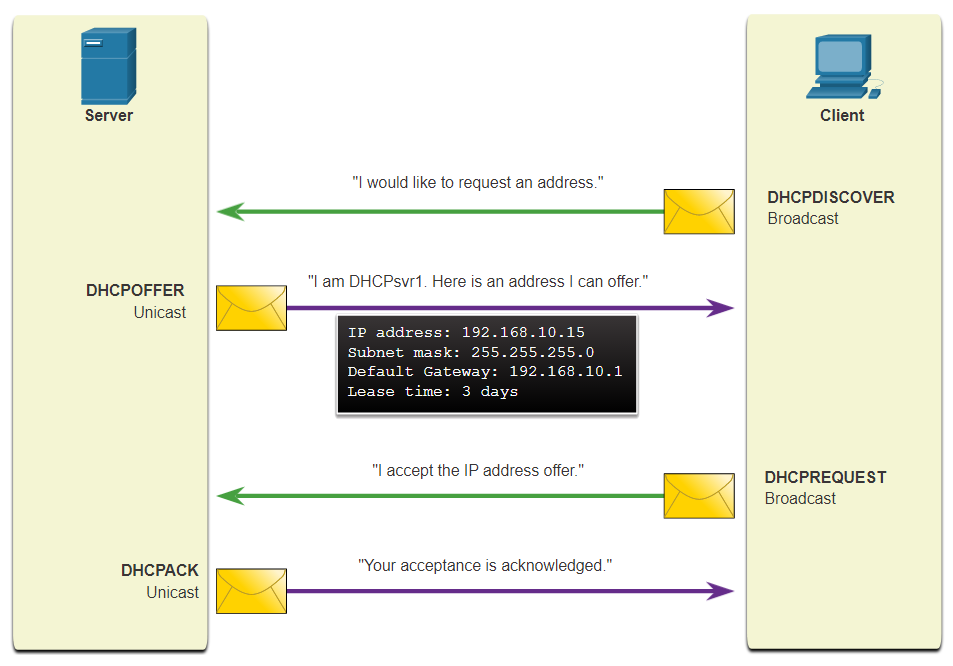 Server
Client
"I would like to request an address."
DHCPDISCOVER
Broadcast
"I am DHCPsvr1. Here is an address I can offer."
DHCPOFFER
Unicast
IP address: 192.168.10.15
Subnet mask: 255.255.255.0
Default Gateway: 192.168.10.1
Lease time: 3 days
"I accept the IP address offer."
DHCPREQUEST
Broadcast
"Your acceptance is acknowledged."
DHCPACK
Unicast